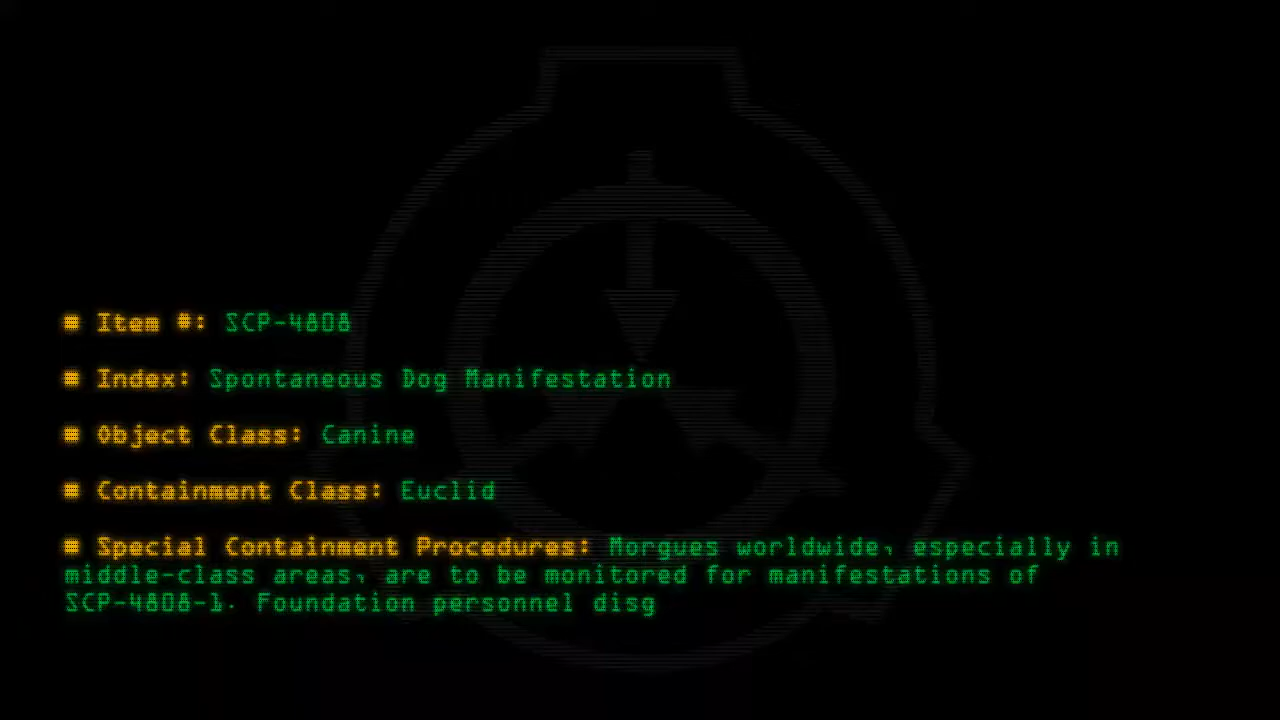 ■ Item #: SCP-4808
■ Index: Spontaneous Dog Manifestation
■ Object Class: Canine
■ Containment Class: Euclid
■ Special Containment Procedures: Morgues worldwide, especially in
middle-class areas, are to be monitored for manifestations of
SCP-4808-1. Foundation personnel disg